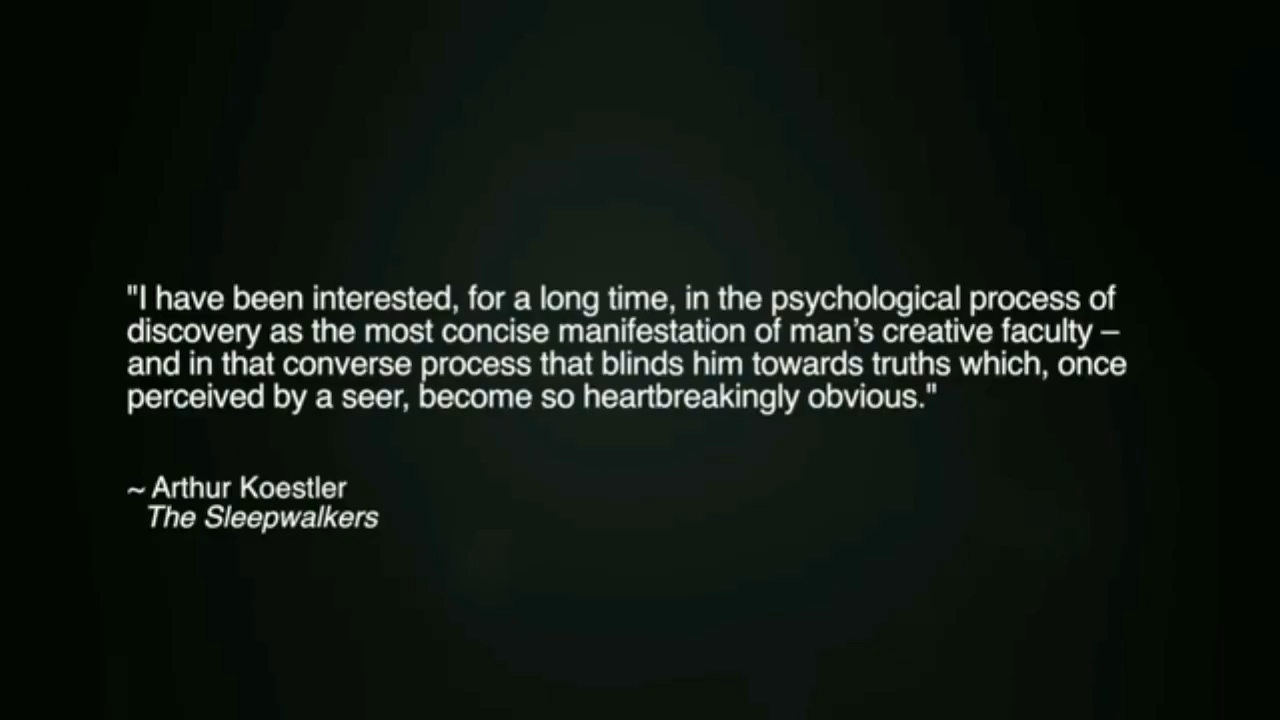 "I have been interested, for a long time, in the psychological process of
discovery as the most concise manifestation of man’s creative faculty –
and in that converse process that blinds him towards truths which, once
perceived by a seer, become so heartbreakingly obvious."
~ Arthur Koestler
The Sleepwalkers